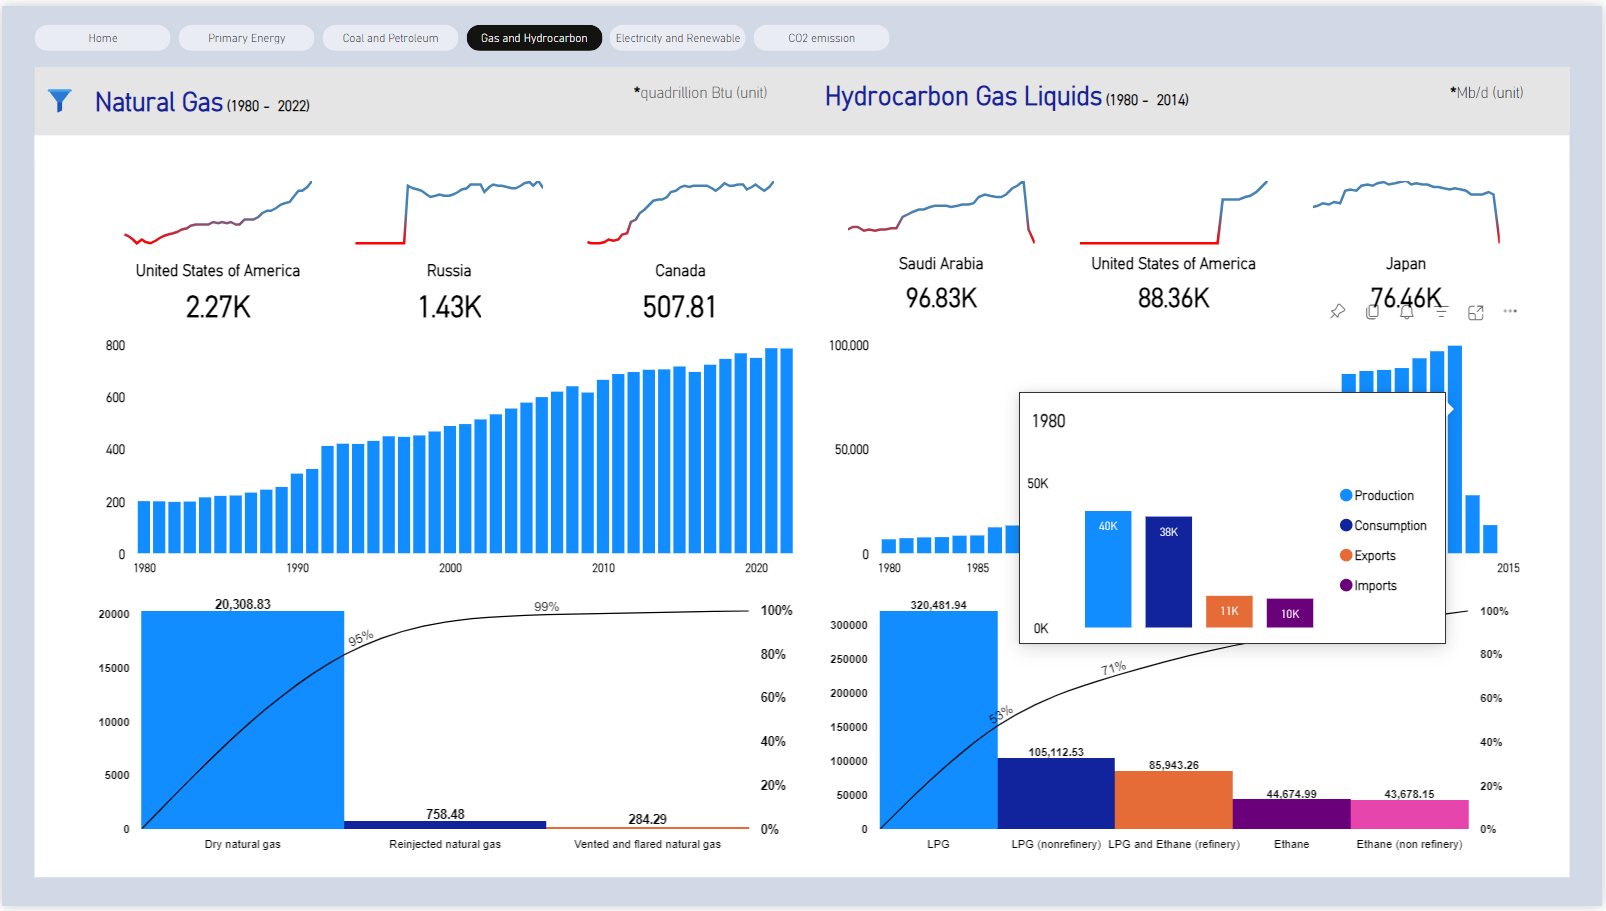 Home
Primary Energy
Coal and Petroleum
Gas and Hydrocarbon
Electricity and Renewable
CO2 emission
Natural Gas (1980 - 2022)
*quadrillion Btu (unit)
Hydrocarbon Gas Liquids (1980 - 2014)
*Mb/d (unit)
United States of America
2.27K
Russia
1.43K
Canada
507.81
Saudi Arabia
96.83K
United States of America
88.36K
Japan
76.46K
800
600
400
200
0
1980
1990
2000
2010
2020
100,000
50,000
0
1980
1985
2015
1980
50K
0K
40K
38K
11K
10K
Production
Consumption
Exports
Imports
20000
15000
10000
5000
0
20,308.83
95%
99%
758.48
284.29
100%
80%
60%
40%
20%
0%
Dry natural gas
Reinjected natural gas
Vented and flared natural gas
300000
250000
200000
150000
100000
50000
0
320,481.94
53%
71%
105,112.53
85,943.26
44,674.99
43,678.15
100%
80%
60%
40%
20%
0%
LPG
LPG (nonrefinery)
LPG and Ethane (refinery)
Ethane
Ethane (non refinery)